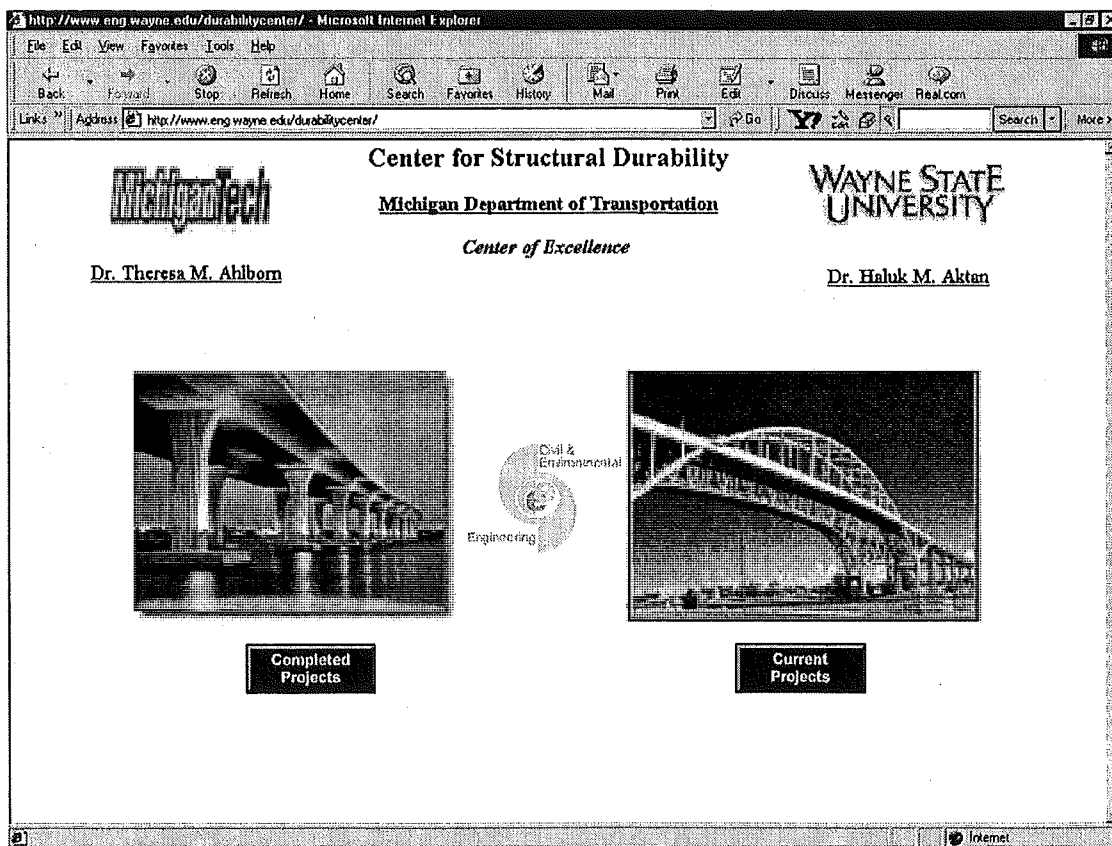 http://www.eng.wayne.edu/durabilitycenter/ - Microsoft Internet Explorer
File Edit View Favorites Tools Help
Back Forward Stop Refresh Home Search Favorites History Mail Print Edit Discuss Messenger Real.com
Links » Address http://www.eng.wayne.edu/durabilitycenter/ Go Y? Search More »
Center for Structural Durability
MichiganTech
WAYNE STATE
UNIVERSITY
Michigan Department of Transportation
Center of Excellence
Dr. Theresa M. Ahlborn
Dr. Haluk M. Aktan
Civil &
Environmental
Engineering
Completed
Projects
Current
Projects
Internet